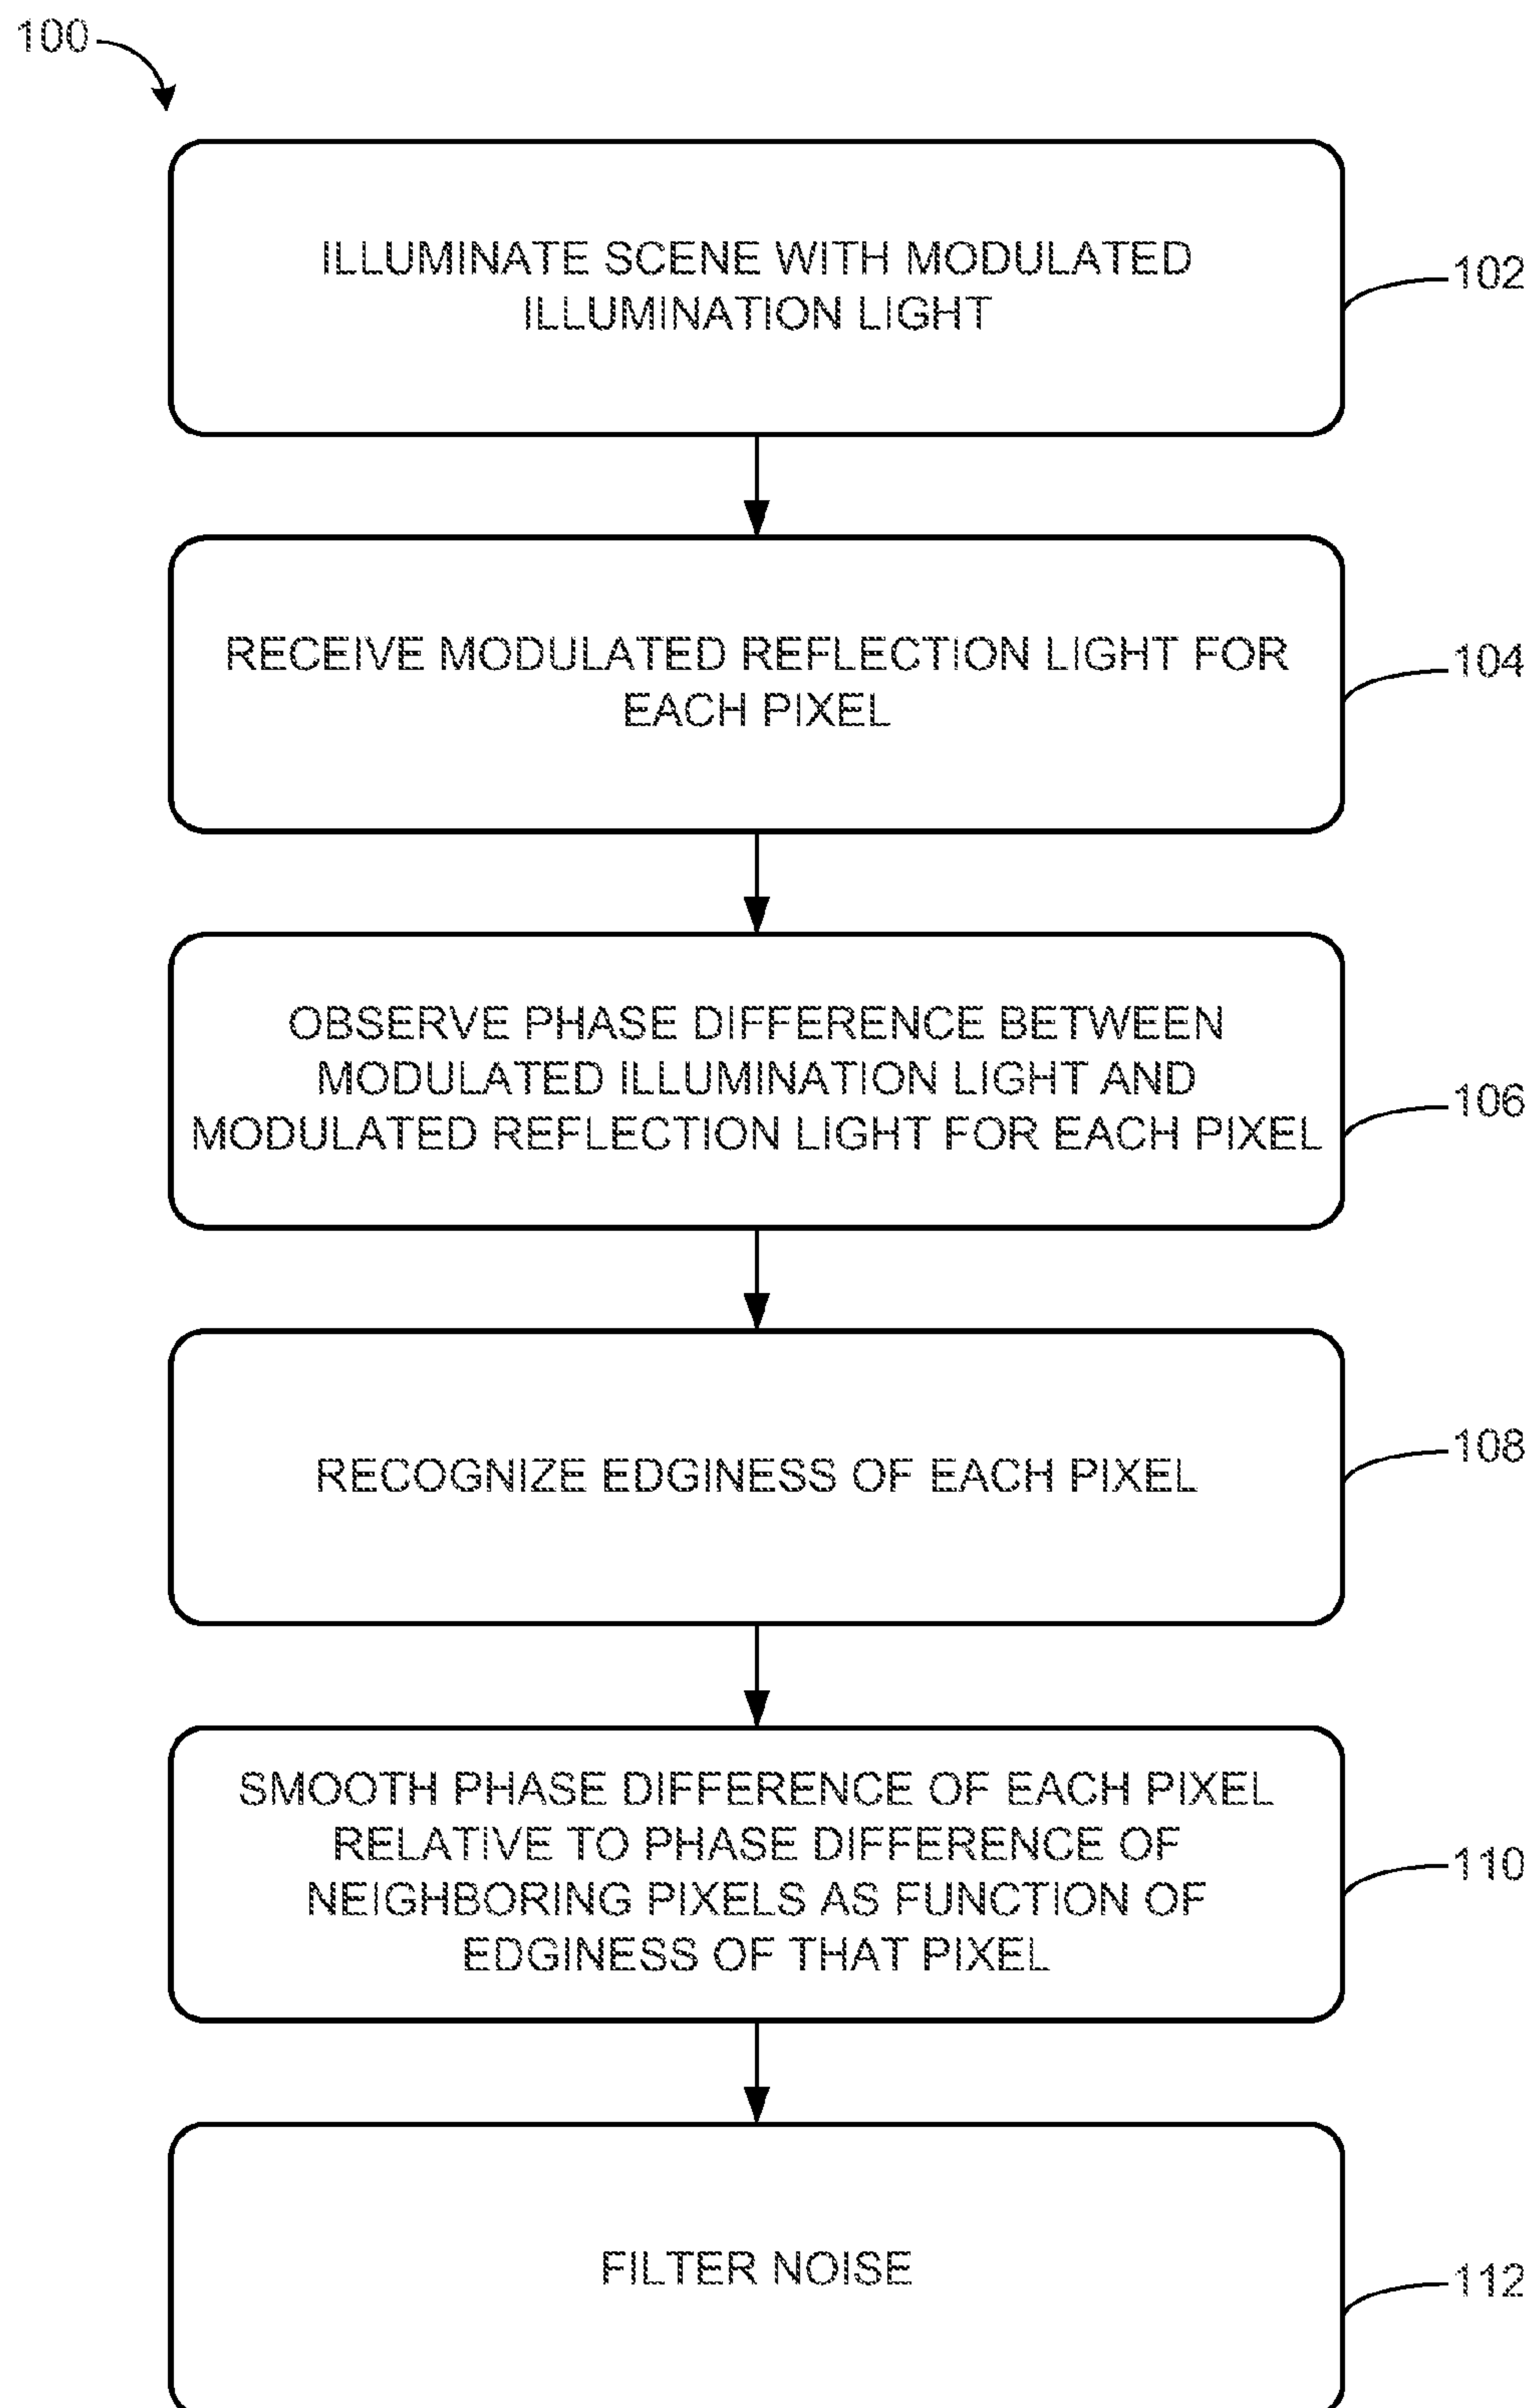 100
ILLUMINATE SCENE WITH MODULATED
ILLUMINATION LIGHT
102
RECEIVE MODULATED REFLECTION LIGHT FOR
EACH PIXEL
104
OBSERVE PHASE DIFFERENCE BETWEEN
MODULATED ILLUMINATION LIGHT AND
MODULATED REFLECTION LIGHT FOR EACH PIXEL
106
RECOGNIZE EDGINESS OF EACH PIXEL
108
SMOOTH PHASE DIFFERENCE OF EACH PIXEL
RELATIVE TO PHASE DIFFERENCE OF
NEIGHBORING PIXELS AS FUNCTION OF
EDGINESS OF THAT PIXEL
110
FILTER NOISE
112